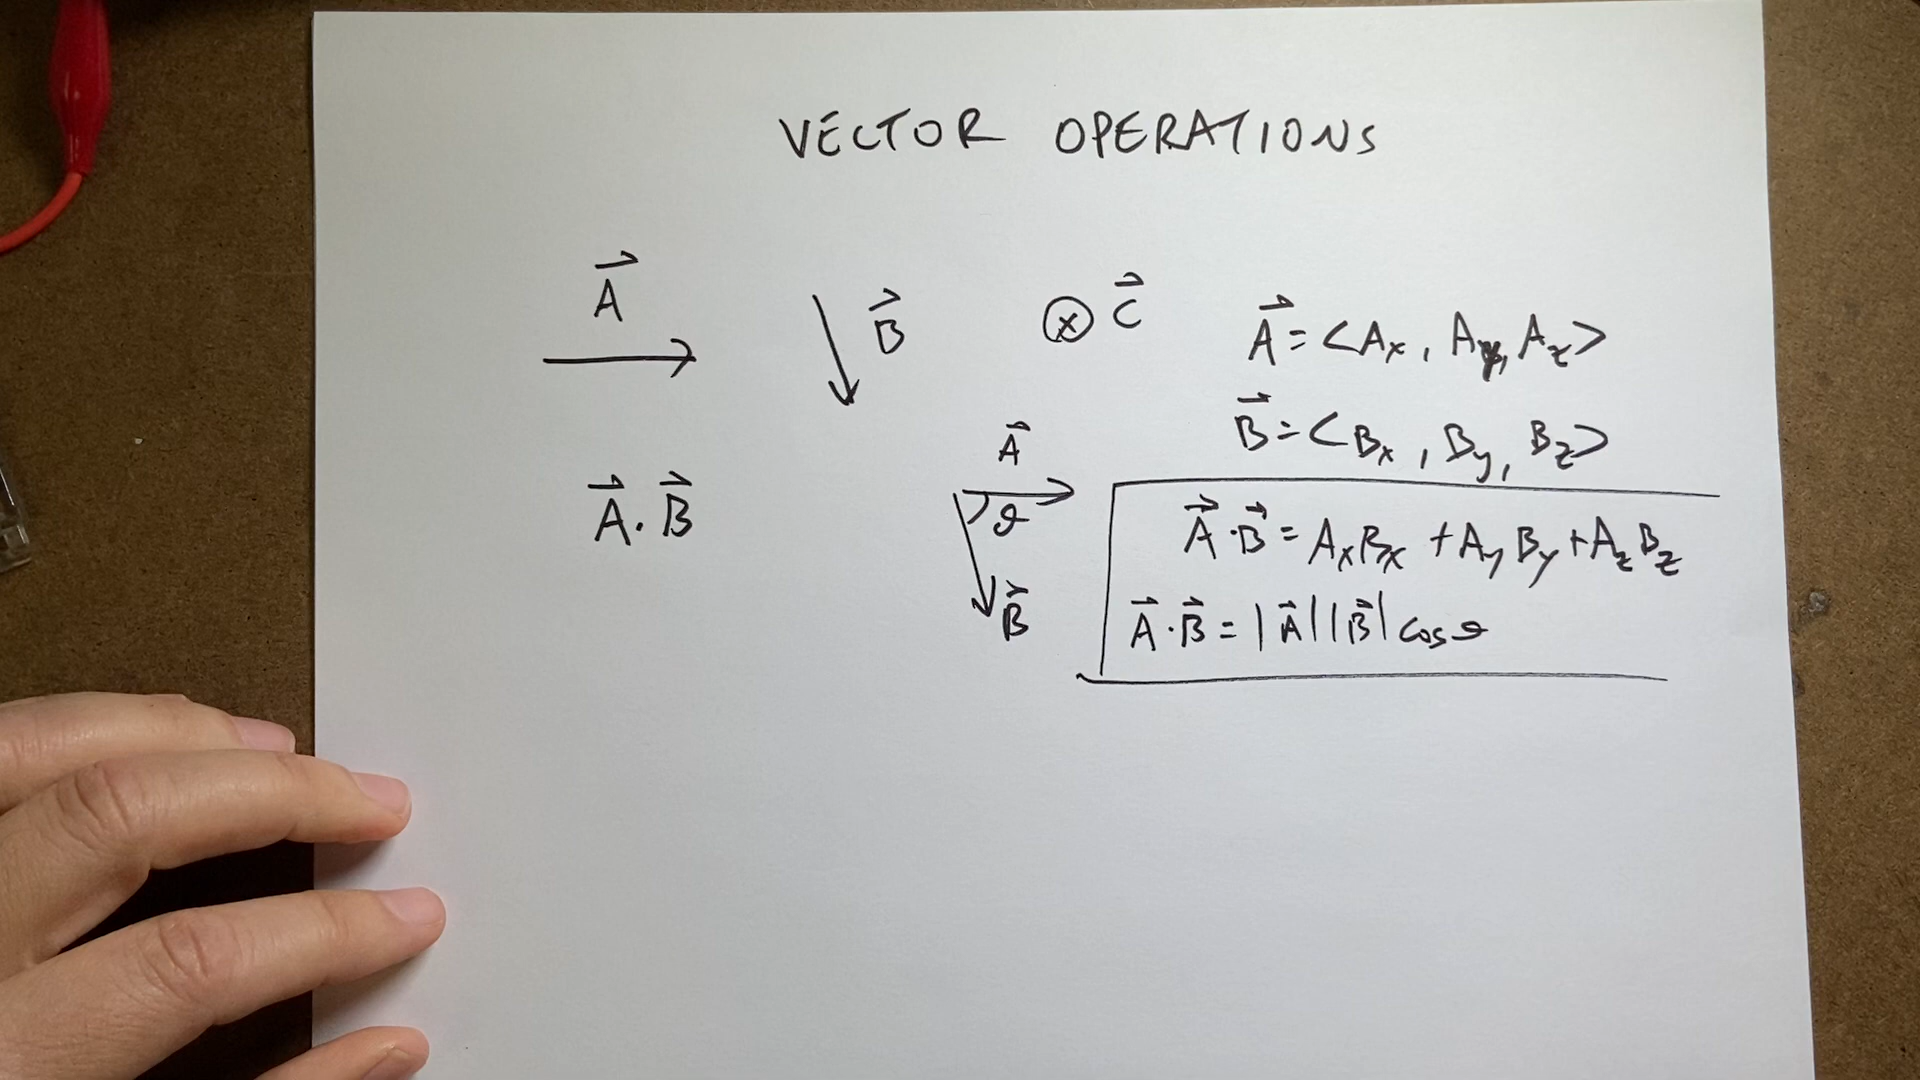 VECTOR OPERATIONS
A⃗
B⃗
ⓧ C⃗
A⃗ = <Ax, Ay, Az>
B⃗ = <Bx, By, Bz>
A⃗ · B⃗
A⃗
θ
B⃗
A⃗ · B⃗ = AxBx + AyBy + AzBz
A⃗ · B⃗ = |A⃗||B⃗| cos θ